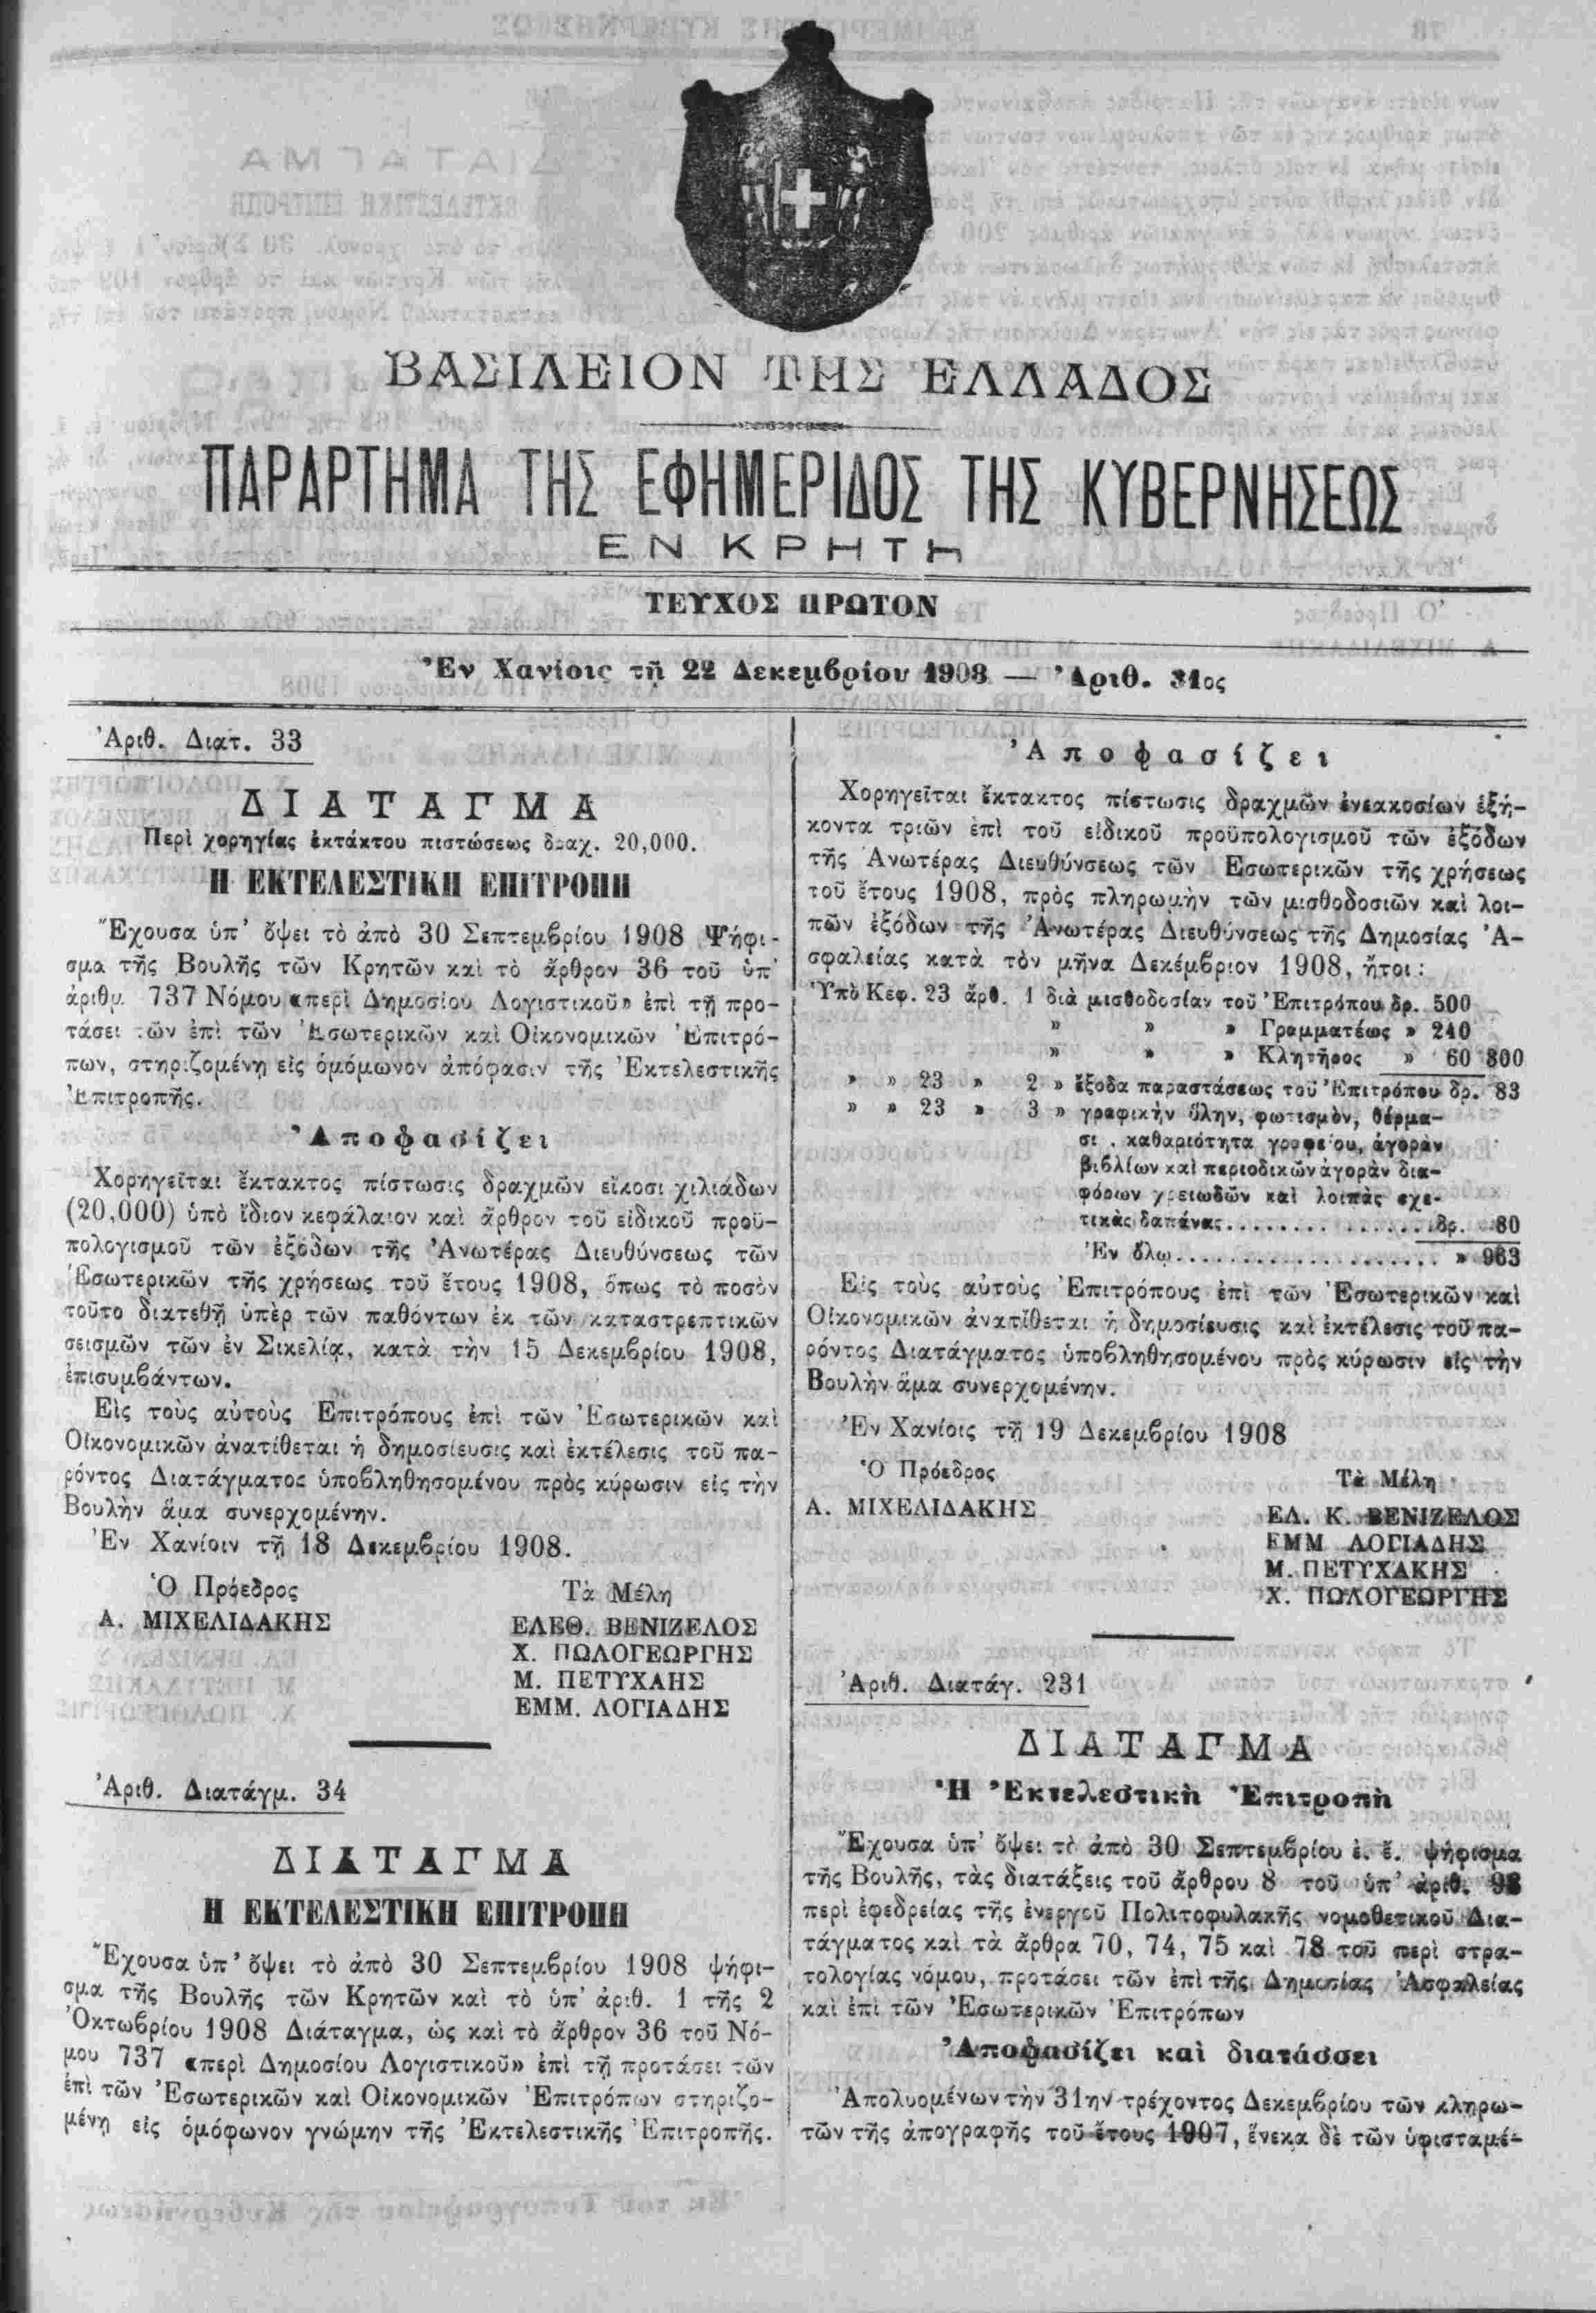 ΒΑΣΙΛΕΙΟΝ ΤΗΣ ΕΛΛΑΔΟΣ
ΠΑΡΑΡΤΗΜΑ ΤΗΣ ΕΦΗΜΕΡΙΔΟΣ ΤΗΣ ΚΥΒΕΡΝΗΣΕΩΣ
ΕΝ ΚΡΗΤΗ
ΤΕΥΧΟΣ ΠΡΩΤΟΝ
Ἐν Χανίοις τῇ 22 Δεκεμβρίου 1908 — Ἀριθ. 31ος
Ἀριθ. Διατ. 33
ΔΙΑΤΑΓΜΑ
Περὶ χορηγίας ἐκτάκτου πιστώσεως δραχ. 20,000.
Η ΕΚΤΕΛΕΣΤΙΚΗ ΕΠΙΤΡΟΠΗ
Ἔχουσα ὑπ' ὄψει τὸ ἀπὸ 30 Σεπτεμβρίου 1908 Ψήφι-
σμα τῆς Βουλῆς τῶν Κρητῶν καὶ τὸ ἄρθρον 36 τοῦ ὑπ'
ἀριθμ. 737 Νόμου «περὶ Δημοσίου Λογιστικοῦ» ἐπὶ τῇ προ-
τάσει τῶν ἐπὶ τῶν Ἐσωτερικῶν καὶ Οἰκονομικῶν Ἐπιτρό-
πων, στηριζομένη εἰς ὁμόμωνον ἀπόφασιν τῆς Ἐκτελεστικῆς
Ἐπιτροπῆς.
Ἀποφασίζει
Χορηγεῖται ἔκτακτος πίστωσις δραχμῶν εἴκοσι χιλιάδων
(20,000) ὑπὸ ἴδιον κεφάλαιον καὶ ἄρθρον τοῦ εἰδικοῦ προϋ-
πολογισμοῦ τῶν ἐξόδων τῆς Ἀνωτέρας Διευθύνσεως τῶν
Ἐσωτερικῶν τῆς χρήσεως τοῦ ἔτους 1908, ὅπως τὸ ποσὸν
τοῦτο διατεθῇ ὑπὲρ τῶν παθόντων ἐκ τῶν καταστρεπτικῶν
σεισμῶν τῶν ἐν Σικελίᾳ, κατὰ τὴν 15 Δεκεμβρίου 1908,
ἐπισυμβάντων.
Εἰς τοὺς αὐτοὺς Ἐπιτρόπους ἐπὶ τῶν Ἐσωτερικῶν καὶ
Οἰκονομικῶν ἀνατίθεται ἡ δημοσίευσις καὶ ἐκτέλεσις τοῦ πα-
ρόντος Διατάγματος ὑποβληθησομένου πρὸς κύρωσιν εἰς τὴν
Βουλὴν ἅμα συνερχομένην.
Ἐν Χανίοιν τῇ 18 Δεκεμβρίου 1908.
Ὁ Πρόεδρος
Α. ΜΙΧΕΛΙΔΑΚΗΣ
Τὰ Μέλη
ΕΛΕΘ. ΒΕΝΙΖΕΛΟΣ
Χ. ΠΩΛΟΓΕΩΡΓΗΣ
Μ. ΠΕΤΥΧΑΗΣ
ΕΜΜ. ΛΟΓΙΑΔΗΣ
Ἀριθ. Διατάγμ. 34
ΔΙΑΤΑΓΜΑ
Η ΕΚΤΕΛΕΣΤΙΚΗ ΕΠΙΤΡΟΠΗ
Ἔχουσα ὑπ' ὄψει τὸ ἀπὸ 30 Σεπτεμβρίου 1908 ψήφι-
σμα τῆς Βουλῆς τῶν Κρητῶν καὶ τὸ ὑπ' ἀριθ. 1 τῆς 2
Ὀκτωβρίου 1908 Διάταγμα, ὡς καὶ τὸ ἄρθρον 36 τοῦ Νό-
μου 737 «περὶ Δημοσίου Λογιστικοῦ» ἐπὶ τῇ προτάσει τῶν
ἐπὶ τῶν Ἐσωτερικῶν καὶ Οἰκονομικῶν Ἐπιτρόπων στηριζο-
μένη εἰς ὁμόφωνον γνώμην τῆς Ἐκτελεστικῆς Ἐπιτροπῆς.
Ἀποφασίζει
Χορηγεῖται ἔκτακτος πίστωσις δραχμῶν ἐνεακοσίων ἑξή-
κοντα τριῶν ἐπὶ τοῦ εἰδικοῦ προϋπολογισμοῦ τῶν ἐξόδων
τῆς Ἀνωτέρας Διευθύνσεως τῶν Ἐσωτερικῶν τῆς χρήσεως
τοῦ ἔτους 1908, πρὸς πληρωμὴν τῶν μισθοδοσιῶν καὶ λοι-
πῶν ἐξόδων τῆς Ἀνωτέρας Διευθύνσεως τῆς Δημοσίας Ἀ-
σφαλείας κατὰ τὸν μῆνα Δεκέμβριον 1908, ἤτοι:
Ὑπὸ Κεφ. 23 ἄρθ. 1 διὰ μισθοδοσίαν τοῦ Ἐπιτρόπου δρ. 500
» » » Γραμματέως » 240
» » » Κλητῆρος » 60 800
» » 23 » 2 » ἔξοδα παραστάσεως τοῦ Ἐπιτρόπου δρ. 83
» » 23 » 3 » γραφικὴν ὕλην, φωτισμὸν, θέρμα-
σι . καθαριότητα γραφείου, ἀγορὰν
βιβλίων καὶ περιοδικῶν ἀγορὰν δια-
φόρων χρειωδῶν καὶ λοιπὰς σχε-
τικὰς δαπάνας.................δρ. 80
Ἐν ὅλῳ..................... » 963
Εἰς τοὺς αὐτοὺς Ἐπιτρόπους ἐπὶ τῶν Ἐσωτερικῶν καὶ
Οἰκονομικῶν ἀνατίθεται ἡ δημοσίευσις καὶ ἐκτέλεσις τοῦ πα-
ρόντος Διατάγματος ὑποβληθησομένου πρὸς κύρωσιν εἰς τὴν
Βουλὴν ἅμα συνερχομένην.
Ἐν Χανίοις τῇ 19 Δεκεμβρίου 1908
Ὁ Πρόεδρος
Α. ΜΙΧΕΛΙΔΑΚΗΣ
Τὰ Μέλη
ΕΛ. Κ. ΒΕΝΙΖΕΛΟΣ
ΕΜΜ ΛΟΓΙΑΔΗΣ
Μ. ΠΕΤΥΧΑΚΗΣ
Χ. ΠΩΛΟΓΕΩΡΓΗΣ
Ἀριθ. Διατάγ. 231
ΔΙΑΤΑΓΜΑ
Ἡ Ἐκτελεστικὴ Ἐπιτροπὴ
Ἔχουσα ὑπ' ὄψει τὸ ἀπὸ 30 Σεπτεμβρίου ἐ. ἔ. ψήφισμα
τῆς Βουλῆς, τὰς διατάξεις τοῦ ἄρθρου 8 τοῦ ὑπ' ἀριθ. 98
περὶ ἐφεδρείας τῆς ἐνεργοῦ Πολιτοφυλακῆς νομοθετικοῦ Δια-
τάγματος καὶ τὰ ἄρθρα 70, 74, 75 καὶ 78 τοῦ περὶ στρα-
τολογίας νόμου, προτάσει τῶν ἐπὶ τῆς Δημοσίας Ἀσφαλείας
καὶ ἐπὶ τῶν Ἐσωτερικῶν Ἐπιτρόπων
Ἀποφασίζει καὶ διατάσσει
Ἀπολυομένων τὴν 31ην τρέχοντος Δεκεμβρίου τῶν κληρω-
τῶν τῆς ἀπογραφῆς τοῦ ἔτους 1907, ἕνεκα δὲ τῶν ὑφισταμέ-